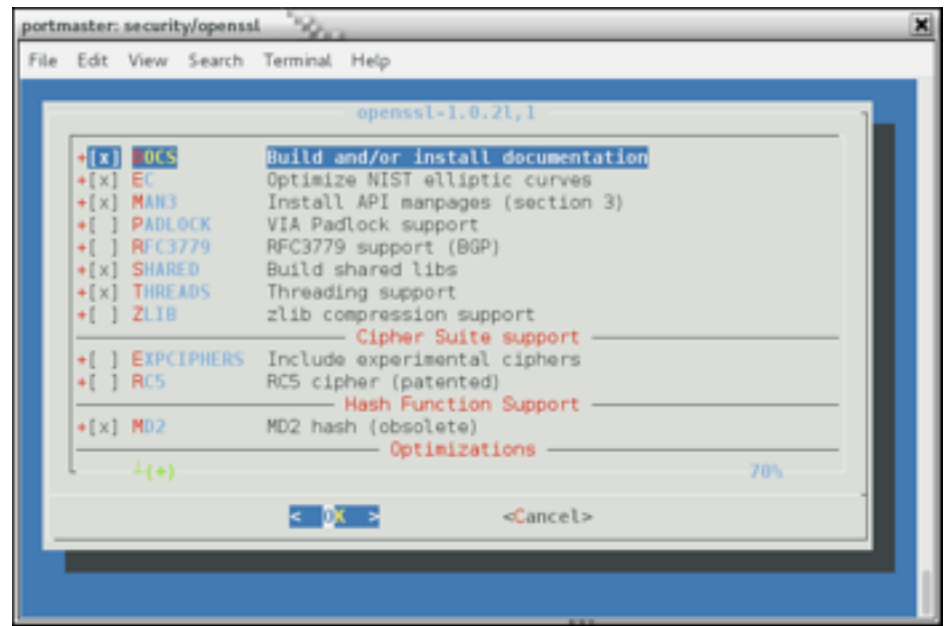 portmaster: security/openssl
File Edit View Search Terminal Help
openssl-1.0.2l,1
+[x] DOCS Build and/or install documentation
+[x] EC Optimize NIST elliptic curves
+[x] MAN3 Install API manpages (section 3)
+[ ] PADLOCK VIA Padlock support
+[ ] RFC3779 RFC3779 support (BGP)
+[x] SHARED Build shared libs
+[x] THREADS Threading support
+[ ] ZLIB zlib compression support
Cipher Suite support
+[ ] EXPCIPHERS Include experimental ciphers
+[ ] RC5 RC5 cipher (patented)
Hash Function Support
+[x] MD2 MD2 hash (obsolete)
Optimizations
┴(+) 70%
< OK > <Cancel>